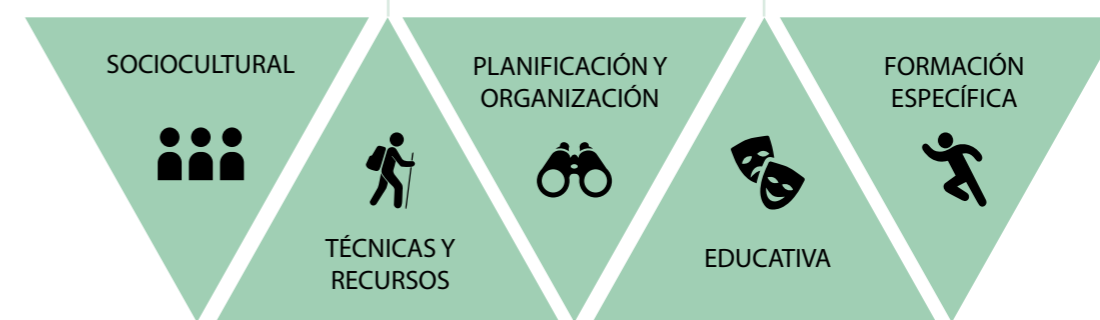 SOCIOCULTURAL
TÉCNICAS Y
RECURSOS
PLANIFICACIÓN Y
ORGANIZACIÓN
EDUCATIVA
FORMACIÓN
ESPECÍFICA